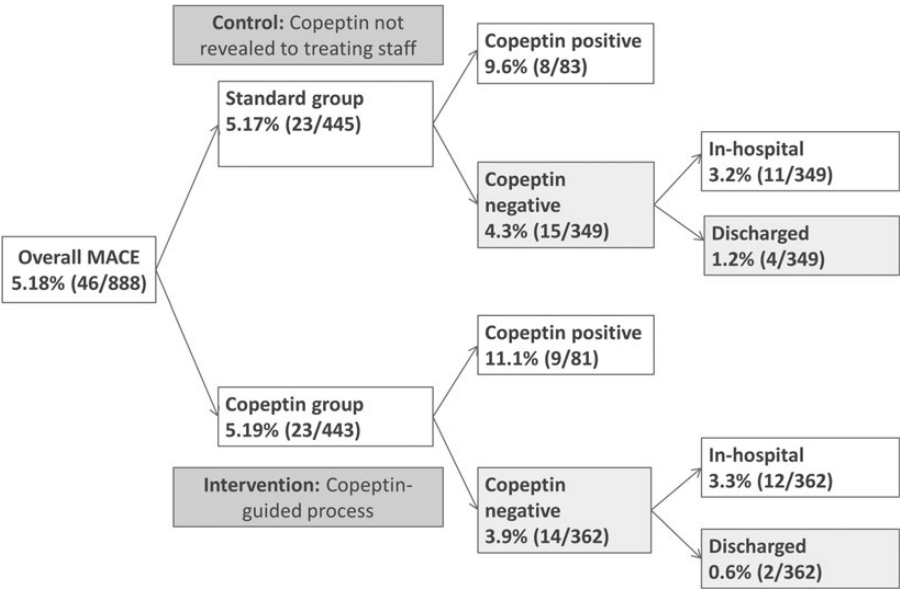 Control: Copeptin not
revealed to treating staff
Copeptin positive
9.6% (8/83)
Standard group
5.17% (23/445)
Copeptin
negative
4.3% (15/349)
In-hospital
3.2% (11/349)
Discharged
1.2% (4/349)
Overall MACE
5.18% (46/888)
Copeptin positive
11.1% (9/81)
Copeptin group
5.19% (23/443)
Intervention: Copeptin-
guided process
Copeptin
negative
3.9% (14/362)
In-hospital
3.3% (12/362)
Discharged
0.6% (2/362)